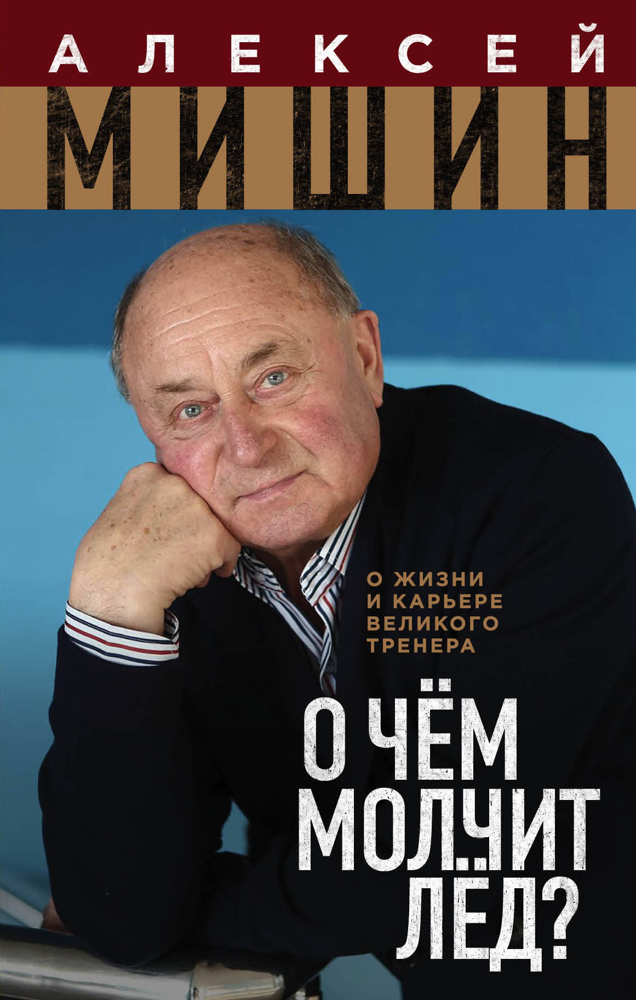 АЛЕКСЕЙ
МИШИН
О ЖИЗНИ
И КАРЬЕРЕ
ВЕЛИКОГО
ТРЕНЕРА
О ЧЁМ
МОЛЧИТ
ЛЁД?